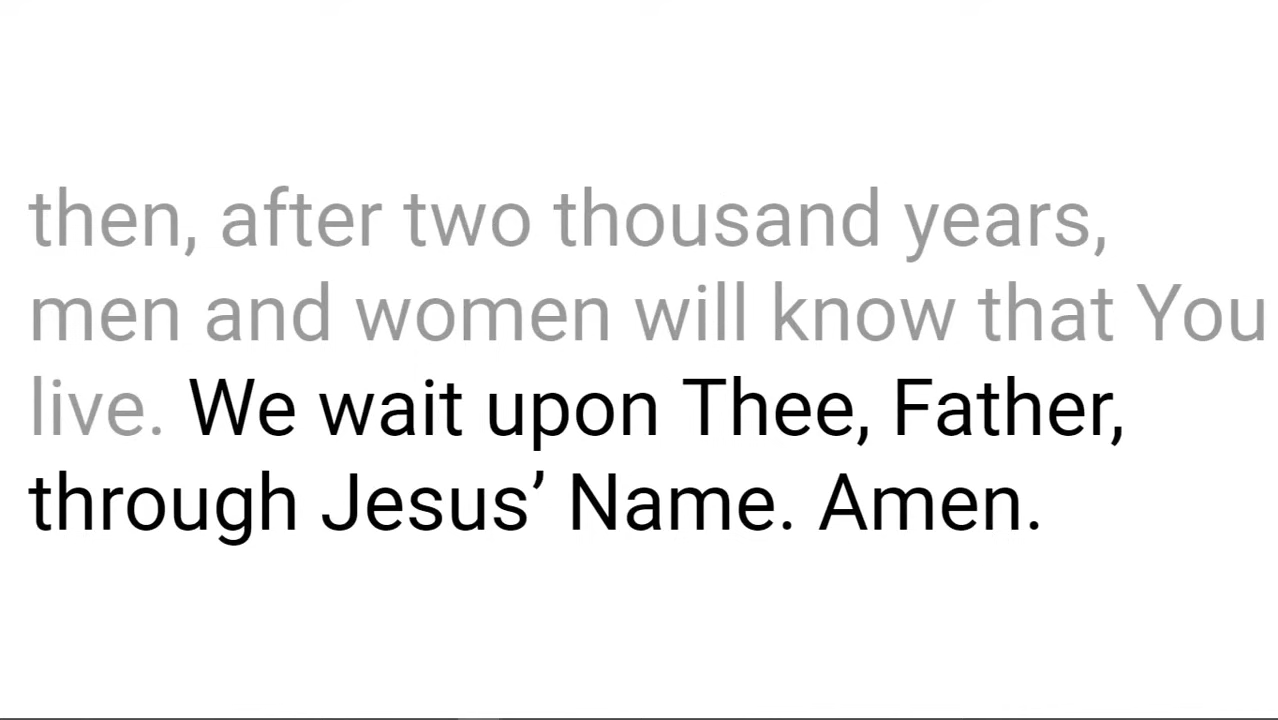 then, after two thousand years,
men and women will know that You
live. We wait upon Thee, Father,
through Jesus’ Name. Amen.